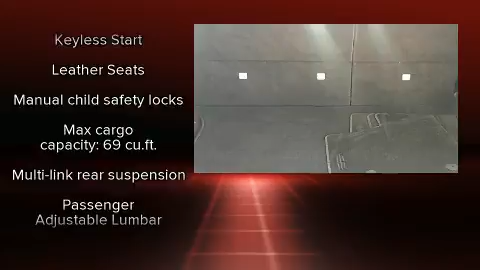 Keyless Start
Leather Seats
Manual child safety locks
Max cargo
capacity: 69 cu.ft.
Multi-link rear suspension
Passenger
Adjustable Lumbar